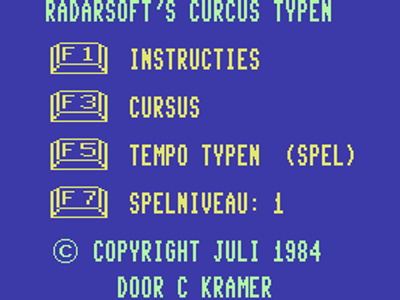 RADARSOFT'S CURCUS TYPEN
F1 INSTRUCTIES
F3 CURSUS
F5 TEMPO TYPEN (SPEL)
F7 SPELNIVEAU: 1
© COPYRIGHT JULI 1984
DOOR C KRAMER